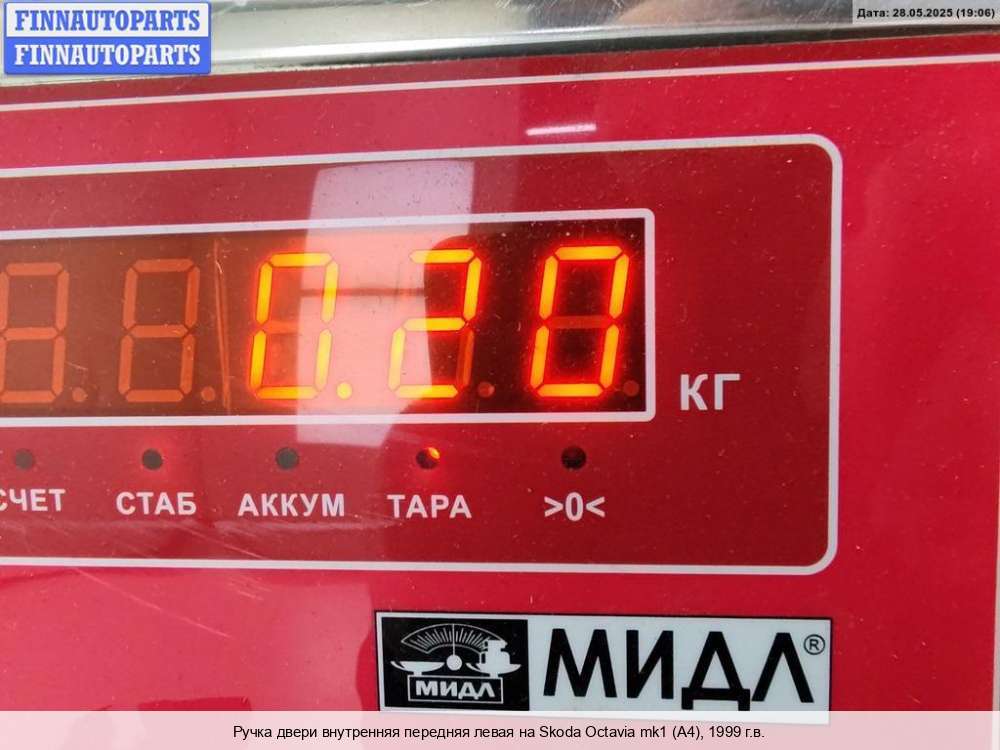 FINNAUTOPARTS
FINNAUTOPARTS
Дата: 28.05.2025 (19:06)
0.20
КГ
СЧЕТ СТАБ АККУМ ТАРА >0<
МИДЛ
МИДЛ®
Ручка двери внутренняя передняя левая на Skoda Octavia mk1 (A4), 1999 г.в.